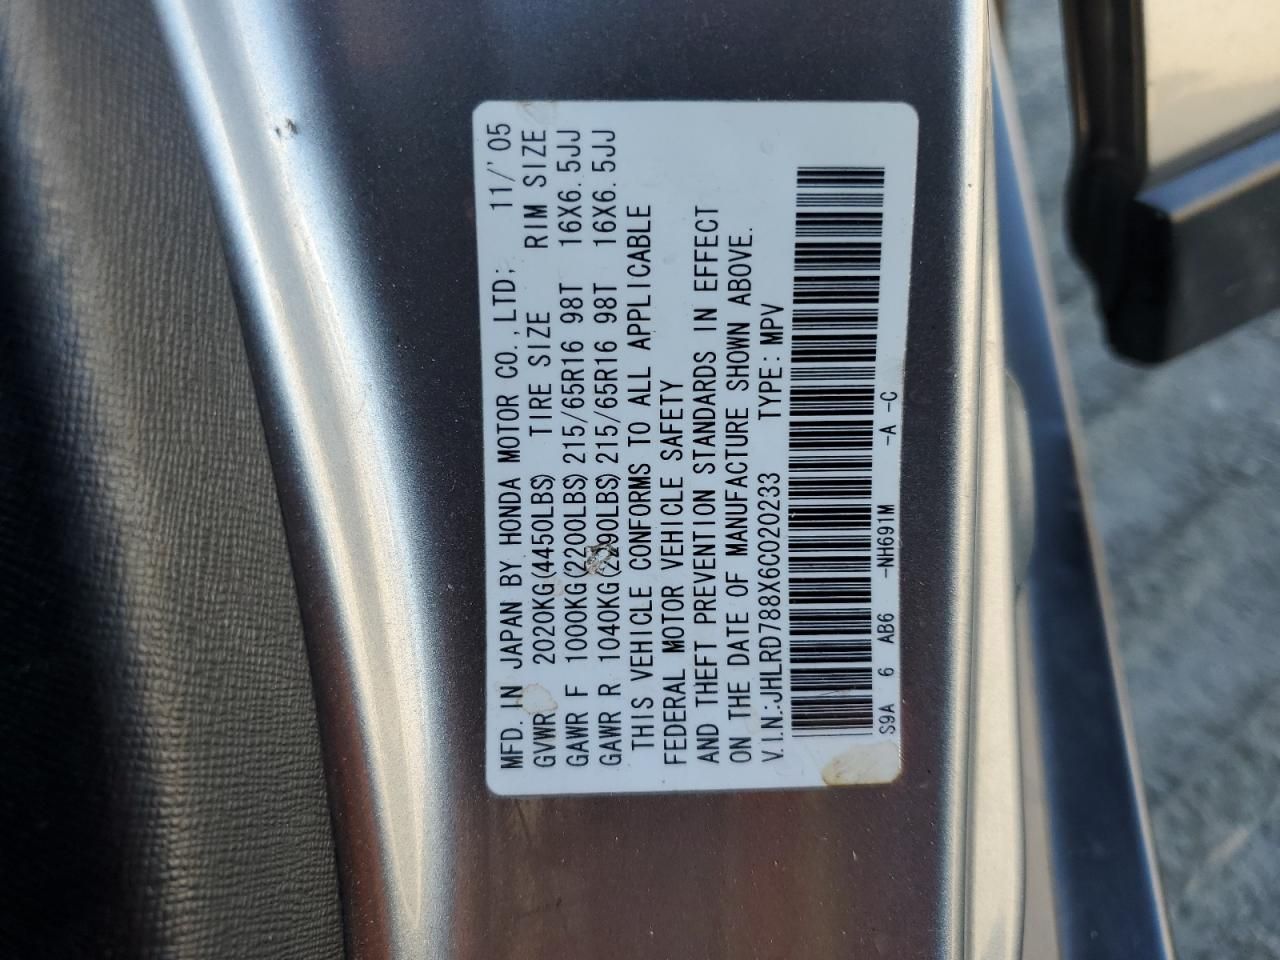 MFD. IN JAPAN BY HONDA MOTOR CO., LTD: 11/'05
GVWR 2020KG(4450LBS) TIRE SIZE RIM SIZE
GAWR F 1000KG(2200LBS) 215/65R16 98T 16X6.5JJ
GAWR R 1040KG(2290LBS) 215/65R16 98T 16X6.5JJ
THIS VEHICLE CONFORMS TO ALL APPLICABLE
FEDERAL MOTOR VEHICLE SAFETY
AND THEFT PREVENTION STANDARDS IN EFFECT
ON THE DATE OF MANUFACTURE SHOWN ABOVE.
V.I.N.:JHLRD788X6C020233 TYPE: MPV
S9A 6 AB6 -NH691M -A -C